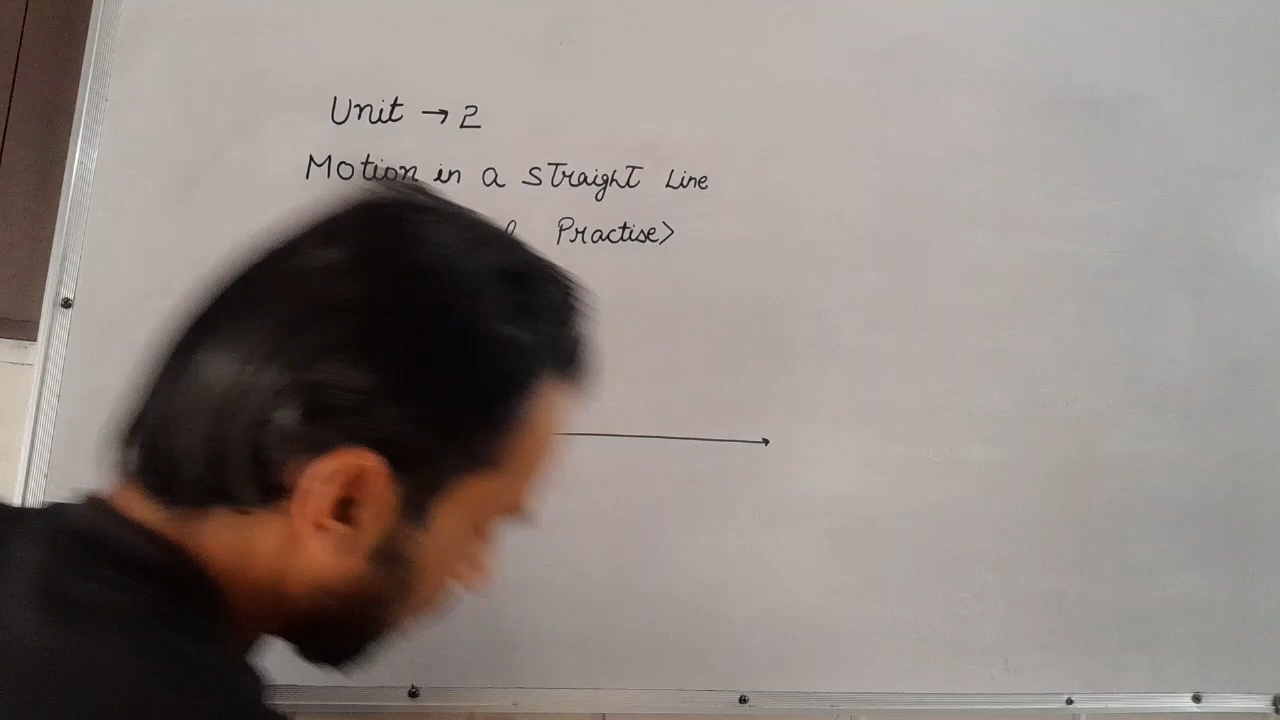 Unit → 2
Motion in a straight Line
Practise>